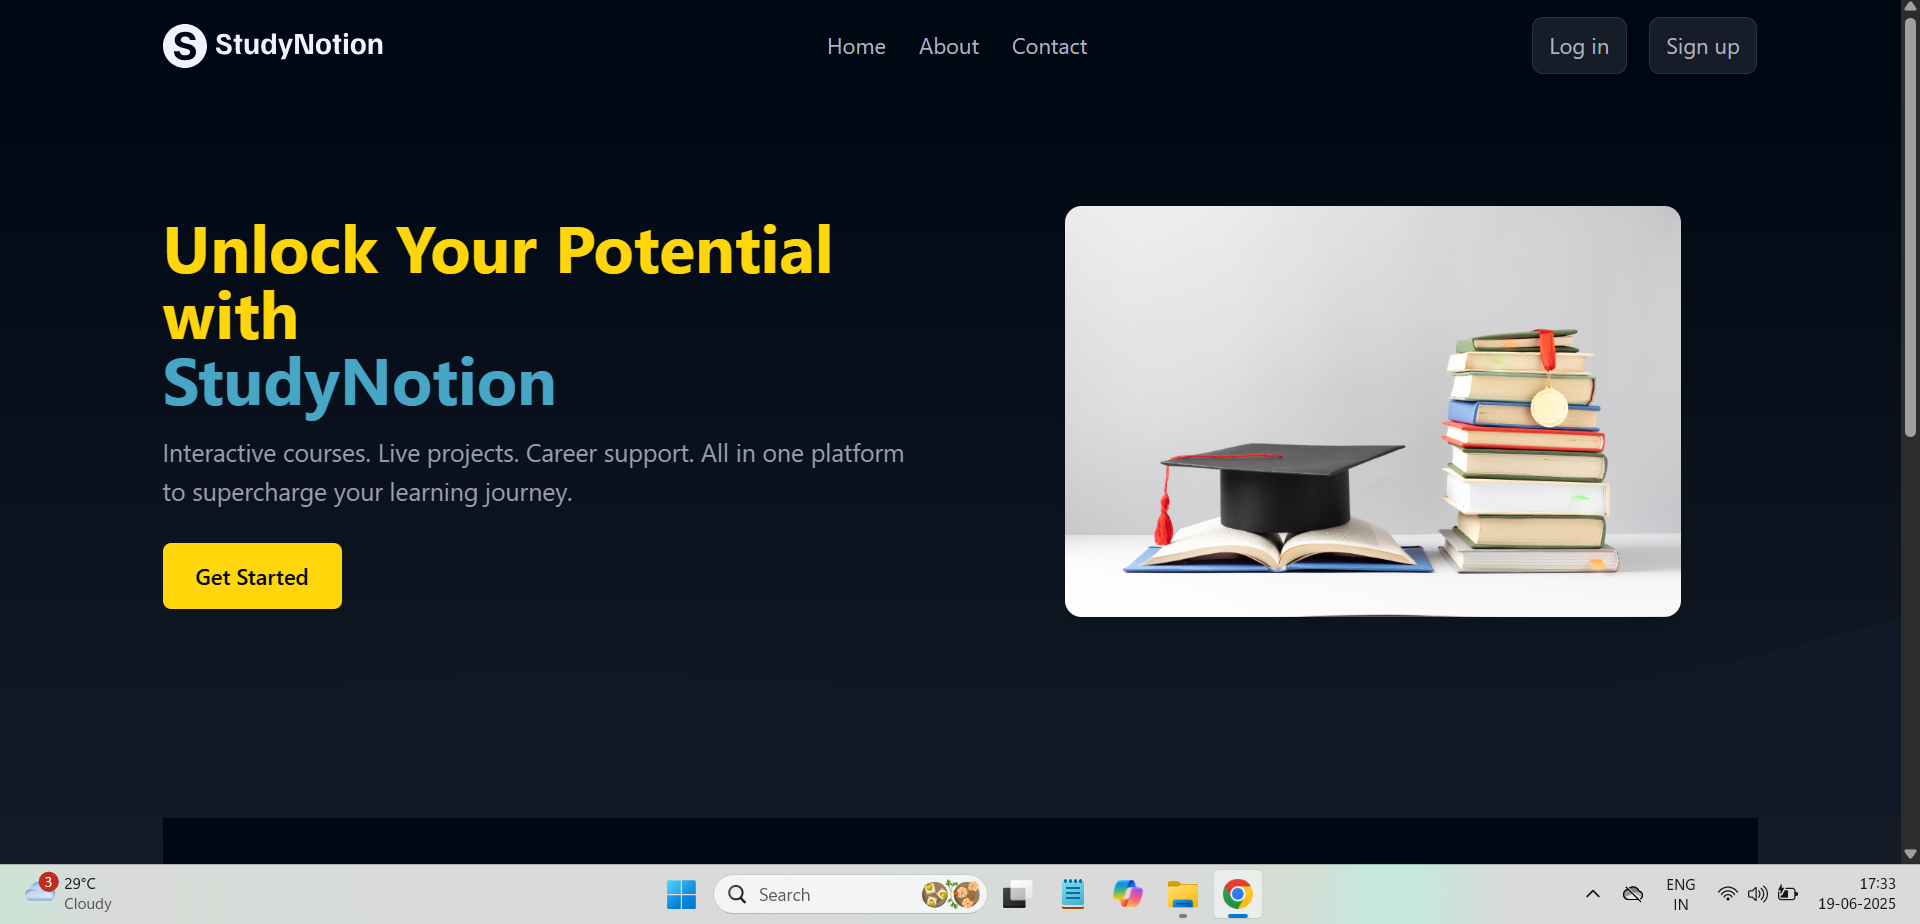 StudyNotion
Home About Contact
Log in Sign up
Unlock Your Potential
with
StudyNotion
Interactive courses. Live projects. Career support. All in one platform
to supercharge your learning journey.
Get Started
3
29°C
Cloudy
Search
ENG
IN
17:33
19-06-2025